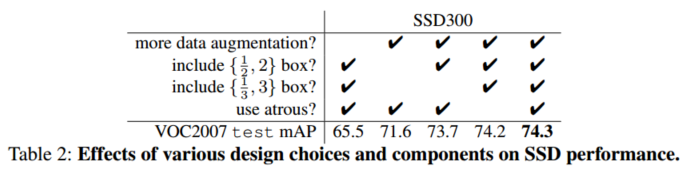 SSD300
more data augmentation? ✔ ✔ ✔ ✔
include {1/2, 2} box? ✔ ✔ ✔ ✔
include {1/3, 3} box? ✔ ✔ ✔
use atrous? ✔ ✔ ✔ ✔
VOC2007 test mAP 65.5 71.6 73.7 74.2 74.3
Table 2: Effects of various design choices and components on SSD performance.